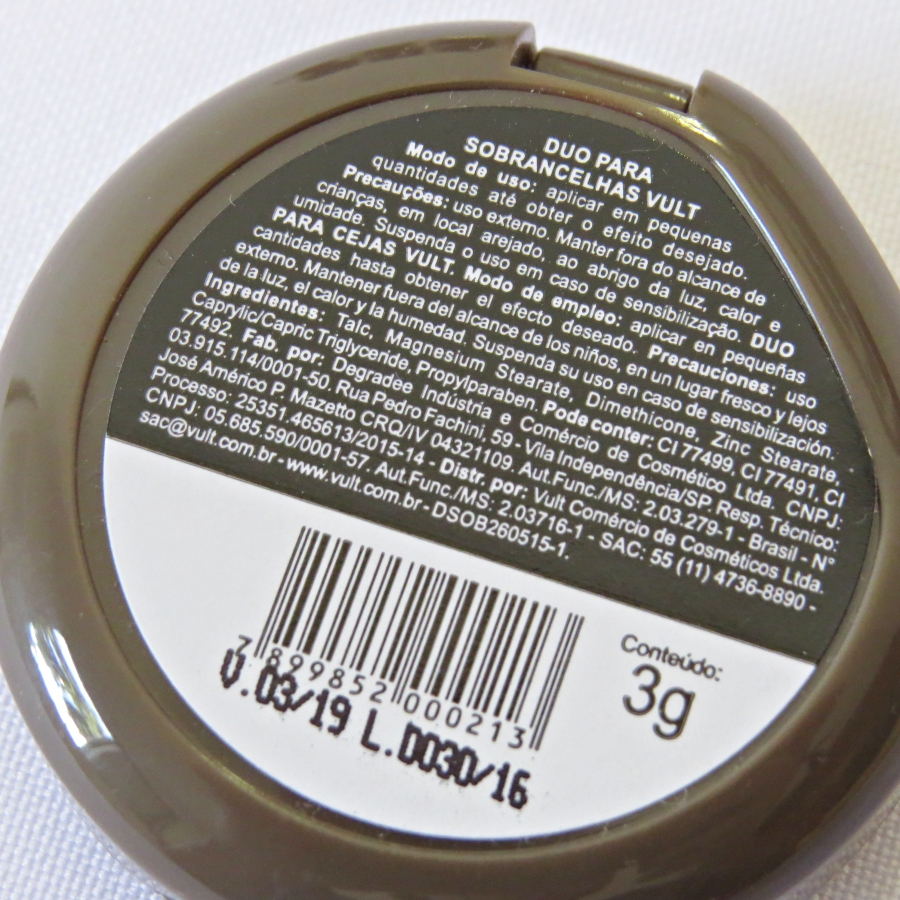 DUO PARA
SOBRANCELHAS VULT
Modo de uso: aplicar em pequenas
quantidades até obter o efeito desejado.
Precauções: uso externo. Manter fora do alcance de
crianças, em local arejado, ao abrigo da luz, calor e
umidade. Suspenda o uso em caso de sensibilização. DUO
PARA CEJAS VULT. Modo de empleo: aplicar en pequeñas
cantidades hasta obtener el efecto deseado. Precauciones: uso
externo. Mantener fuera del alcance de los niños, en un lugar fresco y lejos
de la luz, el calor y la humedad. Suspenda su uso en caso de sensibilización.
Ingredientes: Talc, Magnesium Stearate, Dimethicone, Zinc Stearate,
Caprylic/Capric Triglyceride, Propylparaben. Pode conter: CI 77499, CI 77491, CI
77492. Fab. por: Degradee Indústria e Comércio de Cosmético Ltda. CNPJ:
03.915.114/0001-50. Rua Pedro Fachini, 59 - Vila Independência/SP. Resp. Técnico:
José Américo P. Mazetto CRQ/IV 04321109. Aut.Func./MS: 2.03.279-1 - Brasil - N°
Processo: 25351.465613/2015-14 - Distr. por: Vult Comércio de Cosméticos Ltda.
CNPJ: 05.685.590/0001-57. Aut.Func./MS: 2.03716-1 - SAC: 55 (11) 4736-8890 -
sac@vult.com.br - www.vult.com.br - DSOB260515-1.
Conteúdo:
3g
7 899852 000213
V.03/19 L.0030/16